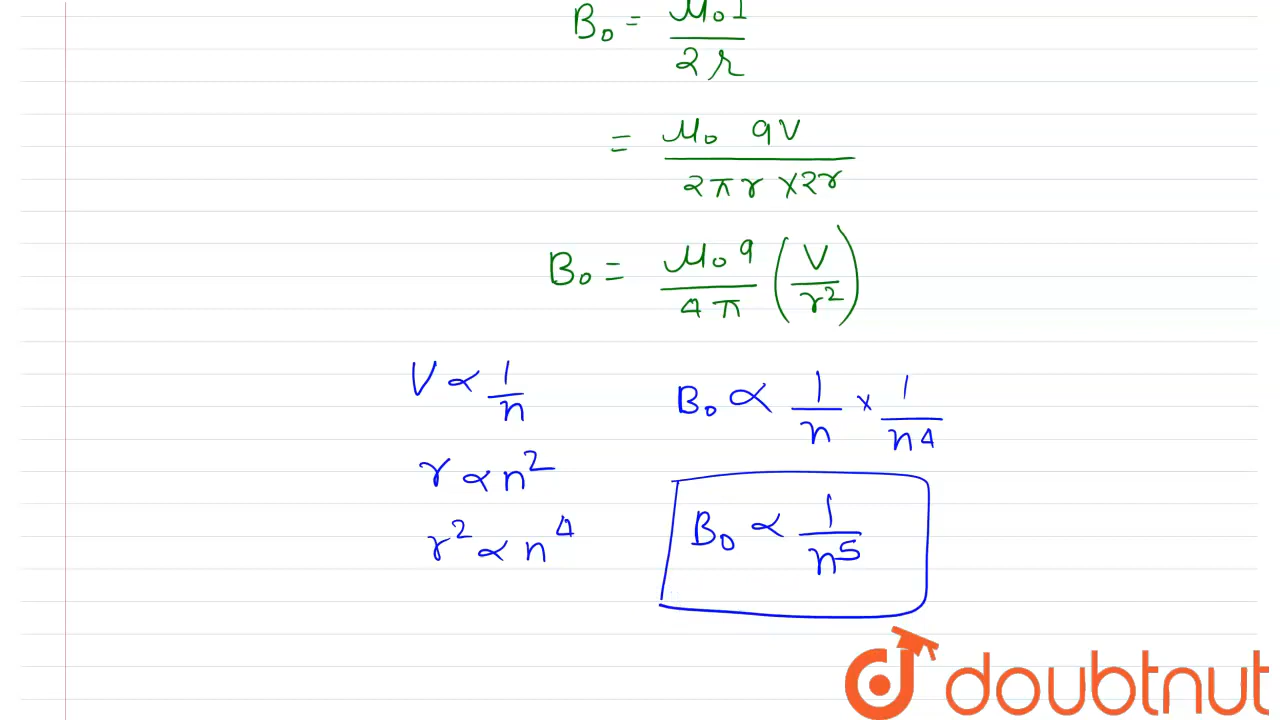 B₀ = μ₀I / 2r
= μ₀ qV / 2πr × 2r
B₀ = μ₀q / 4π (V / r²)
V ∝ 1/n
B₀ ∝ 1/n × 1/n⁴
r ∝ n²
r² ∝ n⁴
B₀ ∝ 1/n⁵
doubtnut